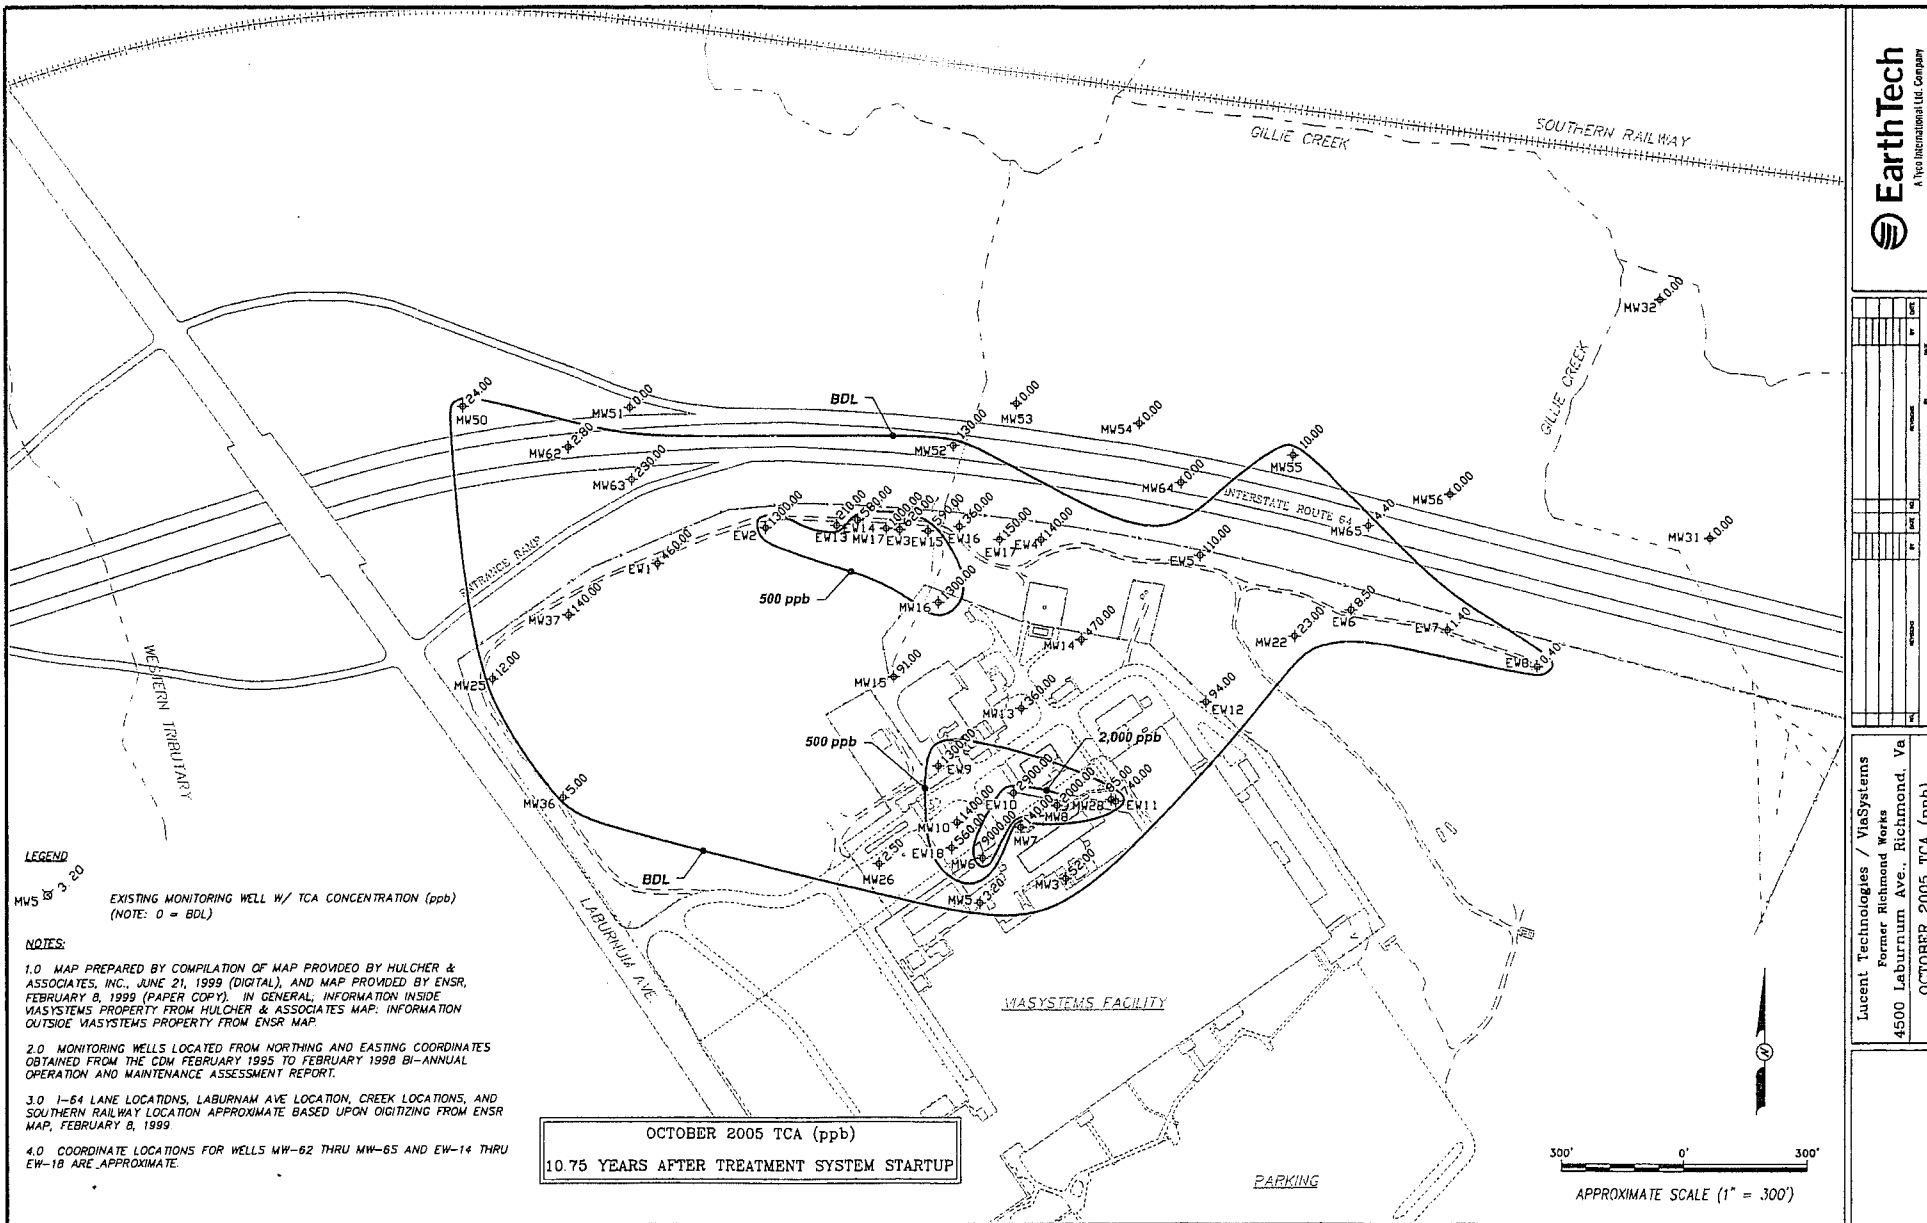 SOUTHERN RAILWAY
GILLIE CREEK
MW32 0.00
GILLIE CREEK
MW50 24.00
MW51 0.00
BDL
MW53 0.00
MW54 0.00
MW62 2.80
MW52 130.00
MW55 10.00
MW63 230.00
MW64 0.00
INTERSTATE ROUTE 64
MW56 0.00
MW65 4.40
MW31 0.00
EW2 1300.00
EW13 210.00
EW14 580.00
MW17 1000.00
EW3 620.00
EW15 590.00
EW16 360.00
EW17 150.00
EW4 140.00
EW5 110.00
EW1 460.00
ENTRANCE RAMP
500 ppb
MW16 1300.00
MW37 140.00
MW14 470.00
MW22 23.00
EW6 8.50
EW7 1.40
EW8 0.40
MW25 12.00
MW15 91.00
MW13 360.00
EW12 94.00
WESTERN TRIBUTARY
500 ppb
2,000 ppb
EW9 1300.00
MW36 5.00
EW10 2900.00
MW8 2000.00
MW28 85.00
EW11 740.00
MW10 1400.00
MW7 140.00
EW18 560.00
MW6 79000.00
MW26 2.50
MW3 52.00
MW5 3.20
BDL
LABURNUM AVE
VIASYSTEMS FACILITY
PARKING
LEGEND
MW5 3.20
EXISTING MONITORING WELL W/ TCA CONCENTRATION (ppb)
(NOTE: 0 = BDL)
NOTES:
1.0 MAP PREPARED BY COMPILATION OF MAP PROVIDED BY HULCHER &
ASSOCIATES, INC., JUNE 21, 1999 (DIGITAL), AND MAP PROVIDED BY ENSR,
FEBRUARY 8, 1999 (PAPER COPY). IN GENERAL; INFORMATION INSIDE
VIASYSTEMS PROPERTY FROM HULCHER & ASSOCIATES MAP: INFORMATION
OUTSIDE VIASYSTEMS PROPERTY FROM ENSR MAP.
2.0 MONITORING WELLS LOCATED FROM NORTHING AND EASTING COORDINATES
OBTAINED FROM THE CDM FEBRUARY 1995 TO FEBRUARY 1998 BI-ANNUAL
OPERATION AND MAINTENANCE ASSESSMENT REPORT.
3.0 I-64 LANE LOCATIONS, LABURNAM AVE LOCATION, CREEK LOCATIONS, AND
SOUTHERN RAILWAY LOCATION APPROXIMATE BASED UPON DIGITIZING FROM ENSR
MAP, FEBRUARY 8, 1999.
4.0 COORDINATE LOCATIONS FOR WELLS MW-62 THRU MW-65 AND EW-14 THRU
EW-18 ARE APPROXIMATE.
OCTOBER 2005 TCA (ppb)
10.75 YEARS AFTER TREATMENT SYSTEM STARTUP
N
300' 0' 300'
APPROXIMATE SCALE (1" = 300')
EarthTech
A Tyco International Ltd. Company
NO. REVISIONS BY DATE
NO. REVISIONS BY DATE
Lucent Technologies / ViaSystems
Former Richmond Works
4500 Laburnum Ave., Richmond, Va
OCTOBER 2005 TCA (ppb)